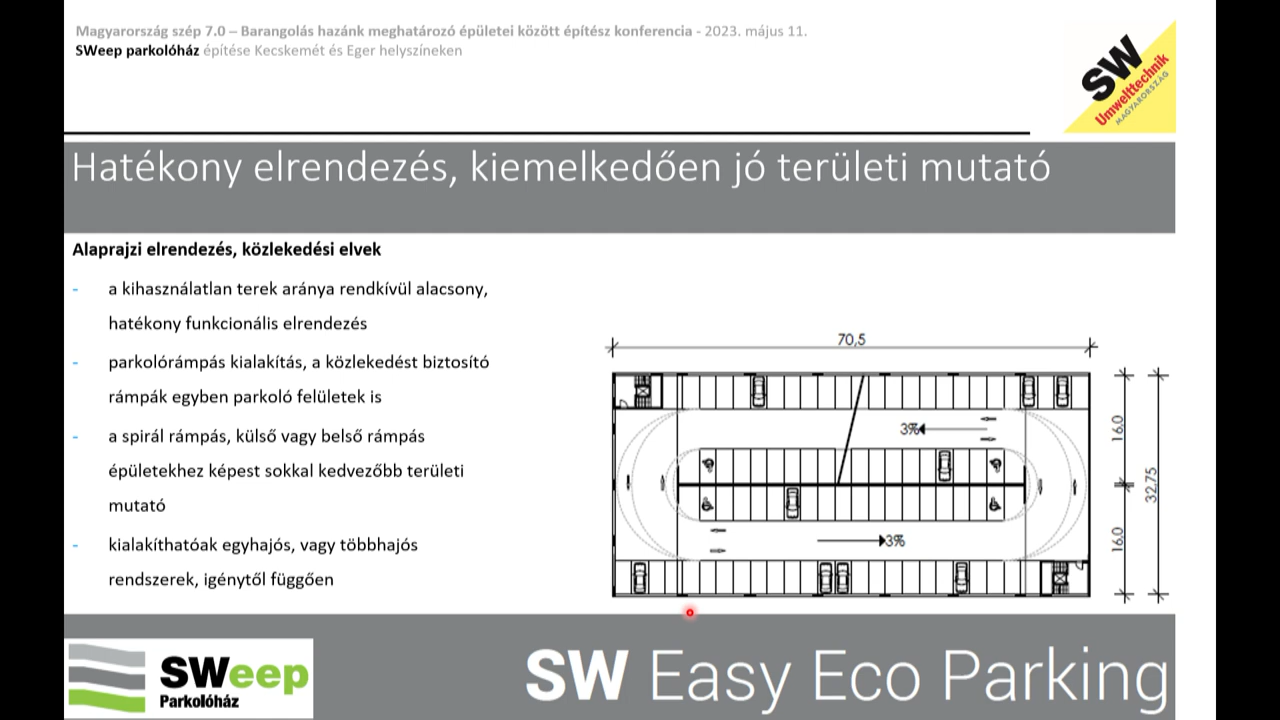 Magyarország szép 7.0 – Barangolás hazánk meghatározó épületei között építész konferencia - 2023. május 11.
SWeep parkolóház építése Kecskemét és Eger helyszíneken
SW
Umwelttechnik
MAGYARORSZÁG
Hatékony elrendezés, kiemelkedően jó területi mutató
Alaprajzi elrendezés, közlekedési elvek
- a kihasználatlan terek aránya rendkívül alacsony,
hatékony funkcionális elrendezés
- parkolórámpás kialakítás, a közlekedést biztosító
rámpák egyben parkoló felületek is
- a spirál rámpás, külső vagy belső rámpás
épületekhez képest sokkal kedvezőbb területi
mutató
- kialakíthatóak egyhajós, vagy többhajós
rendszerek, igénytől függően
70,5
3%
16,0
32,75
16,0
3%
SWeep
Parkolóház
SW Easy Eco Parking